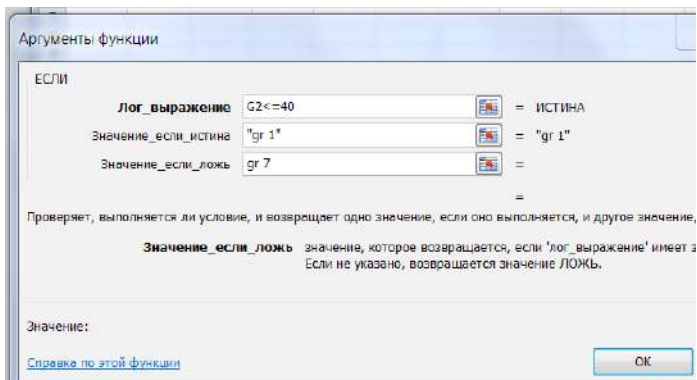 Аргументы функции
ЕСЛИ
Лог_выражение G2<=40 = ИСТИНА
Значение_если_истина "gr 1" = "gr 1"
Значение_если_ложь gr 7 =
=
Проверяет, выполняется ли условие, и возвращает одно значение, если оно выполняется, и другое значение,
Значение_если_ложь значение, которое возвращается, если 'лог_выражение' имеет з
Если не указано, возвращается значение ЛОЖЬ.
Значение:
Справка по этой функции
ОК